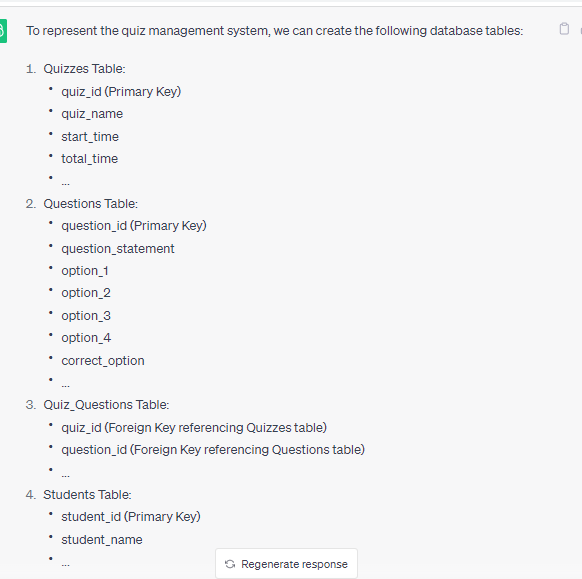 To represent the quiz management system, we can create the following database tables:
1. Quizzes Table:
• quiz_id (Primary Key)
• quiz_name
• start_time
• total_time
• ...
2. Questions Table:
• question_id (Primary Key)
• question_statement
• option_1
• option_2
• option_3
• option_4
• correct_option
• ...
3. Quiz_Questions Table:
• quiz_id (Foreign Key referencing Quizzes table)
• question_id (Foreign Key referencing Questions table)
• ...
4. Students Table:
• student_id (Primary Key)
• student_name
• ...
Regenerate response